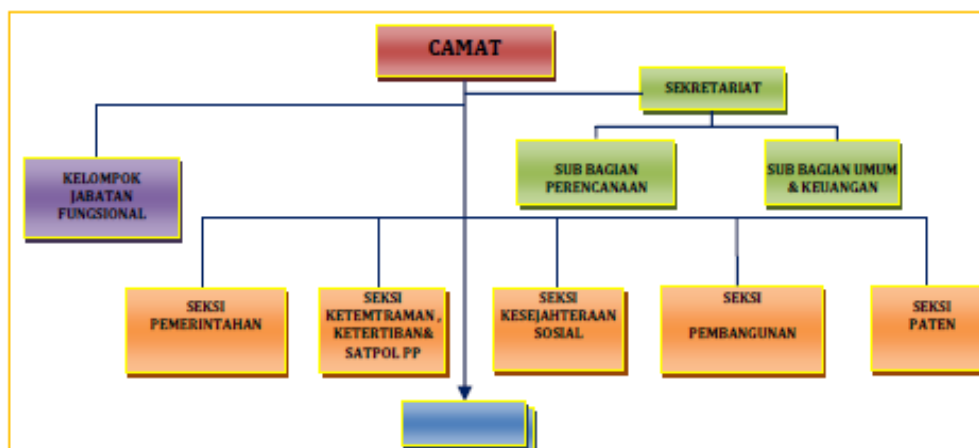 CAMAT
SEKRETARIAT
KELOMPOK
JABATAN
FUNGSIONAL
SUB BAGIAN
PERENCANAAN
SUB BAGIAN UMUM
& KEUANGAN
SEKSI
PEMERINTAHAN
SEKSI
KETEMTRAMAN ,
KETERTIBAN&
SATPOL PP
SEKSI
KESEJAHTERAAN
SOSIAL
SEKSI
PEMBANGUNAN
SEKSI
PATEN